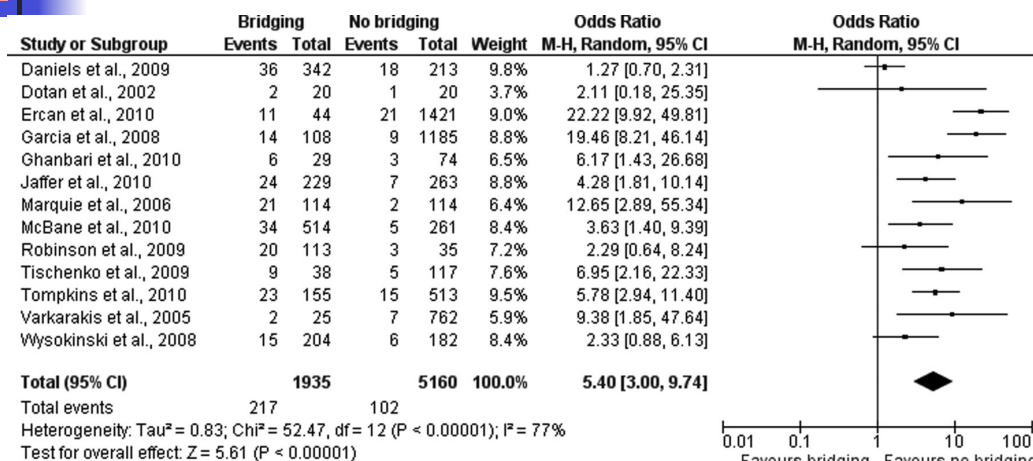 Bridging No bridging Odds Ratio Odds Ratio
Study or Subgroup Events Total Events Total Weight M-H, Random, 95% CI M-H, Random, 95% CI
Daniels et al., 2009 36 342 18 213 9.8% 1.27 [0.70, 2.31]
Dotan et al., 2002 2 20 1 20 3.7% 2.11 [0.18, 25.35]
Ercan et al., 2010 11 44 21 1421 9.0% 22.22 [9.92, 49.81]
Garcia et al., 2008 14 108 9 1185 8.8% 19.46 [8.21, 46.14]
Ghanbari et al., 2010 6 29 3 74 6.5% 6.17 [1.43, 26.68]
Jaffer et al., 2010 24 229 7 263 8.8% 4.28 [1.81, 10.14]
Marquie et al., 2006 21 114 2 114 6.4% 12.65 [2.89, 55.34]
McBane et al., 2010 34 514 5 261 8.4% 3.63 [1.40, 9.39]
Robinson et al., 2009 20 113 3 35 7.2% 2.29 [0.64, 8.24]
Tischenko et al., 2009 9 38 5 117 7.6% 6.95 [2.16, 22.33]
Tompkins et al., 2010 23 155 15 513 9.5% 5.78 [2.94, 11.40]
Varkarakis et al., 2005 2 25 7 762 5.9% 9.38 [1.85, 47.64]
Wysokinski et al., 2008 15 204 6 182 8.4% 2.33 [0.88, 6.13]
Total (95% CI) 1935 5160 100.0% 5.40 [3.00, 9.74]
Total events 217 102
Heterogeneity: Tau² = 0.83; Chi² = 52.47, df = 12 (P < 0.00001); I² = 77%
Test for overall effect: Z = 5.61 (P < 0.00001)
0.01 0.1 1 10 100
Favours bridging Favours no bridging